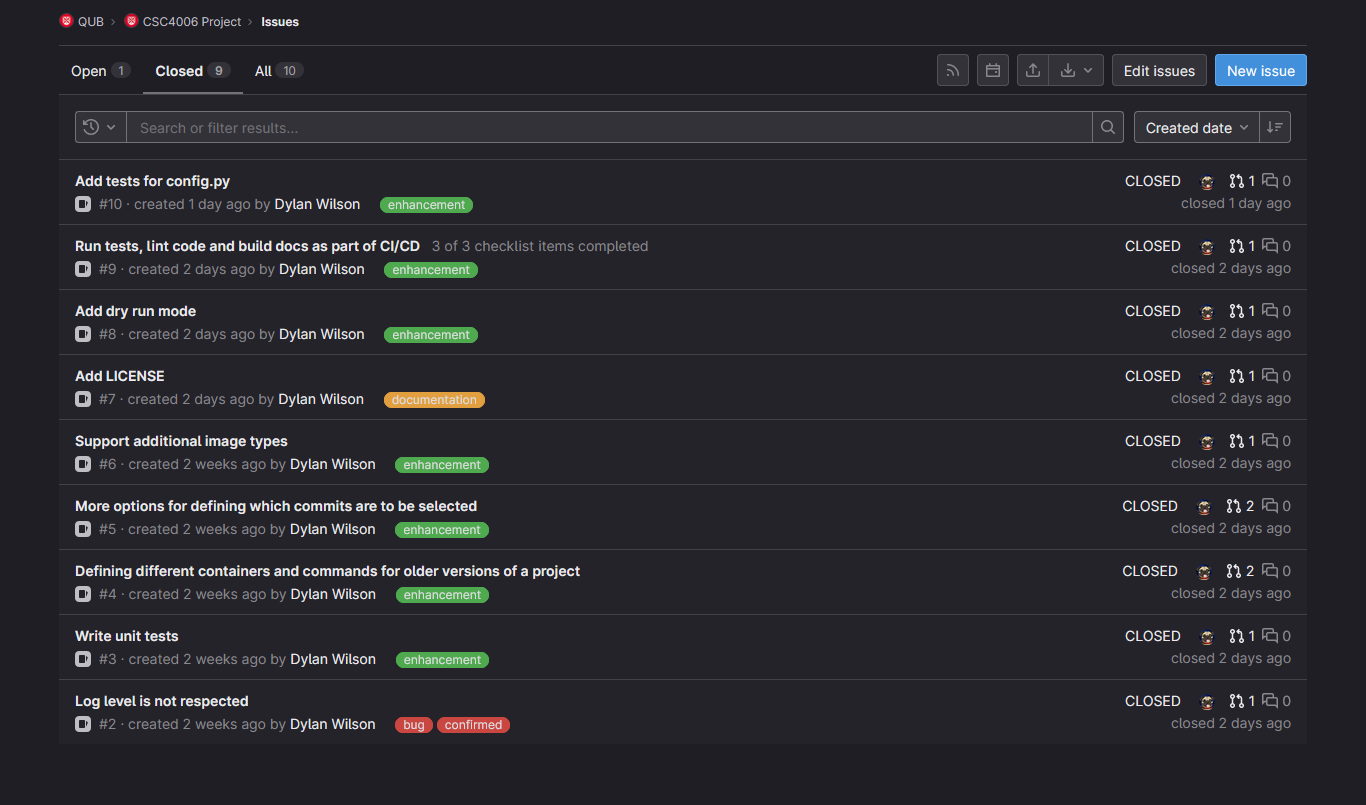 QUB › CSC4006 Project › Issues
Open 1 Closed 9 All 10 Edit issues New issue
Search or filter results... Created date
Add tests for config.py CLOSED 1 0
#10 · created 1 day ago by Dylan Wilson enhancement closed 1 day ago
Run tests, lint code and build docs as part of CI/CD 3 of 3 checklist items completed CLOSED 1 0
#9 · created 2 days ago by Dylan Wilson enhancement closed 2 days ago
Add dry run mode CLOSED 1 0
#8 · created 2 days ago by Dylan Wilson enhancement closed 2 days ago
Add LICENSE CLOSED 1 0
#7 · created 2 days ago by Dylan Wilson documentation closed 2 days ago
Support additional image types CLOSED 1 0
#6 · created 2 weeks ago by Dylan Wilson enhancement closed 2 days ago
More options for defining which commits are to be selected CLOSED 2 0
#5 · created 2 weeks ago by Dylan Wilson enhancement closed 2 days ago
Defining different containers and commands for older versions of a project CLOSED 2 0
#4 · created 2 weeks ago by Dylan Wilson enhancement closed 2 days ago
Write unit tests CLOSED 1 0
#3 · created 2 weeks ago by Dylan Wilson enhancement closed 2 days ago
Log level is not respected CLOSED 1 0
#2 · created 2 weeks ago by Dylan Wilson bug confirmed closed 2 days ago